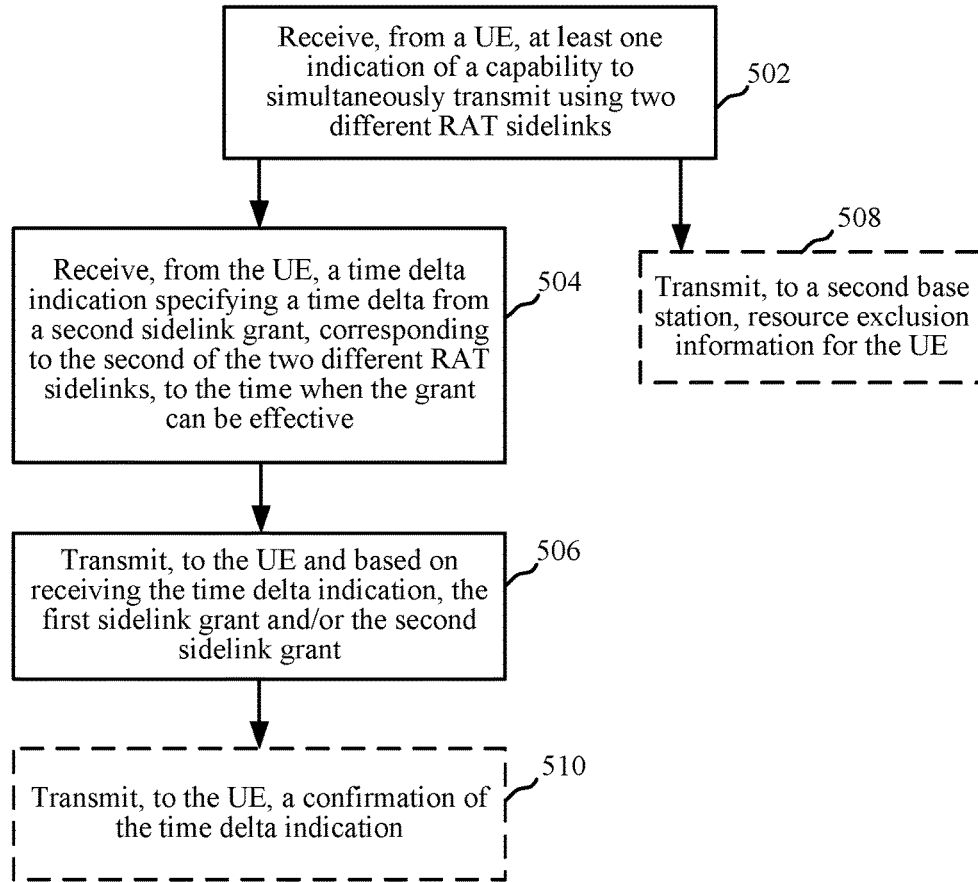 Receive, from a UE, at least one
indication of a capability to
simultaneously transmit using two
different RAT sidelinks
502
Receive, from the UE, a time delta
indication specifying a time delta from
a second sidelink grant, corresponding
to the second of the two different RAT
sidelinks, to the time when the grant
can be effective
504
508
Transmit, to a second base
station, resource exclusion
information for the UE
Transmit, to the UE and based on
receiving the time delta indication, the
first sidelink grant and/or the second
sidelink grant
506
Transmit, to the UE, a confirmation of
the time delta indication
510